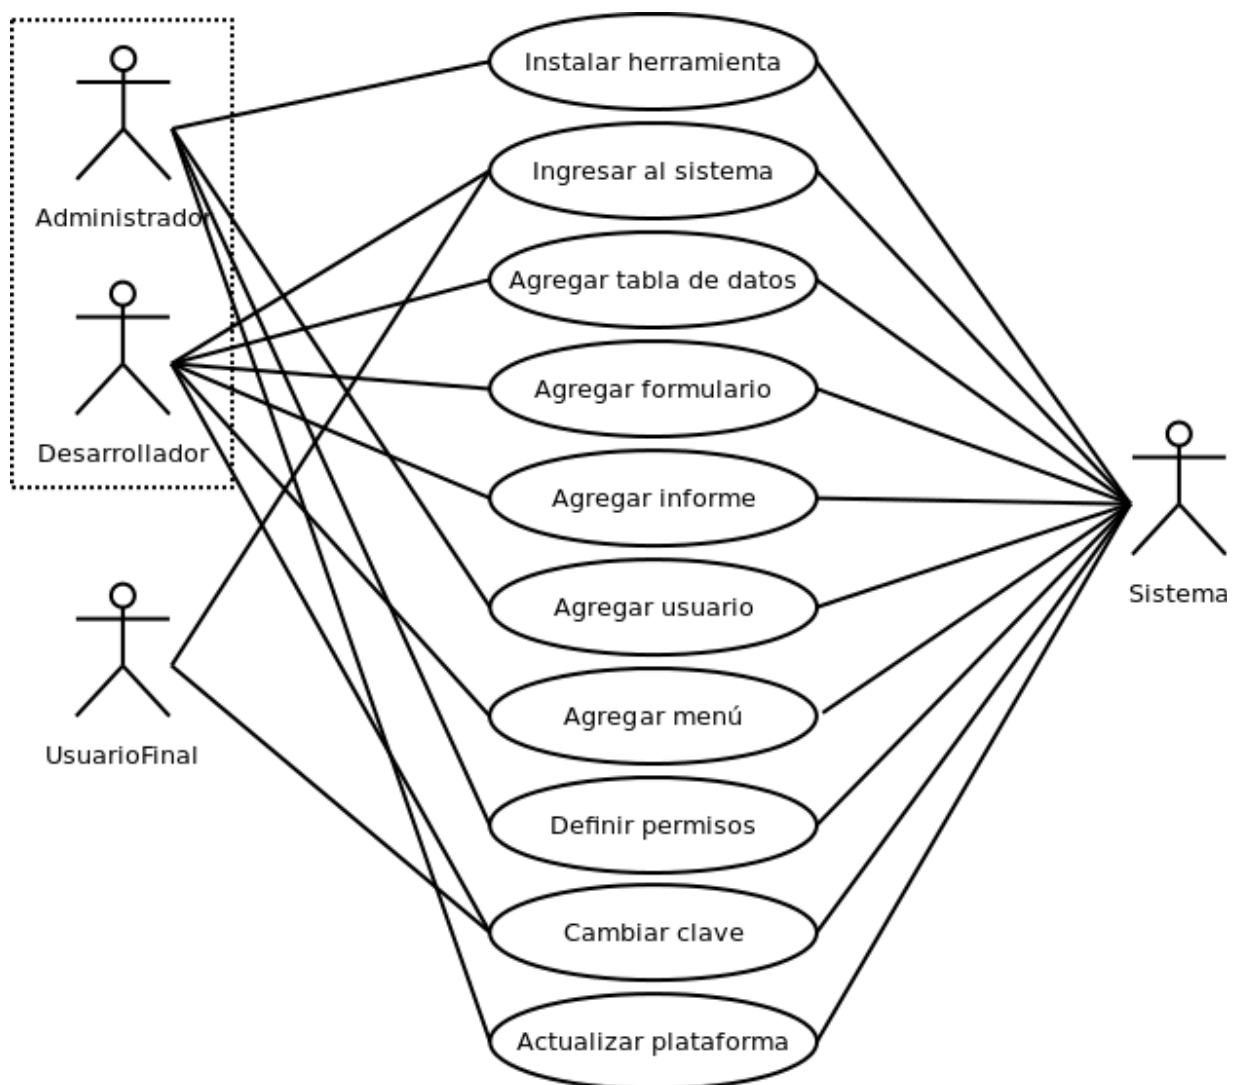 Instalar herramienta
Ingresar al sistema
Administrador
Agregar tabla de datos
Agregar formulario
Desarrollador
Agregar informe
Sistema
Agregar usuario
Agregar menú
UsuarioFinal
Definir permisos
Cambiar clave
Actualizar plataforma